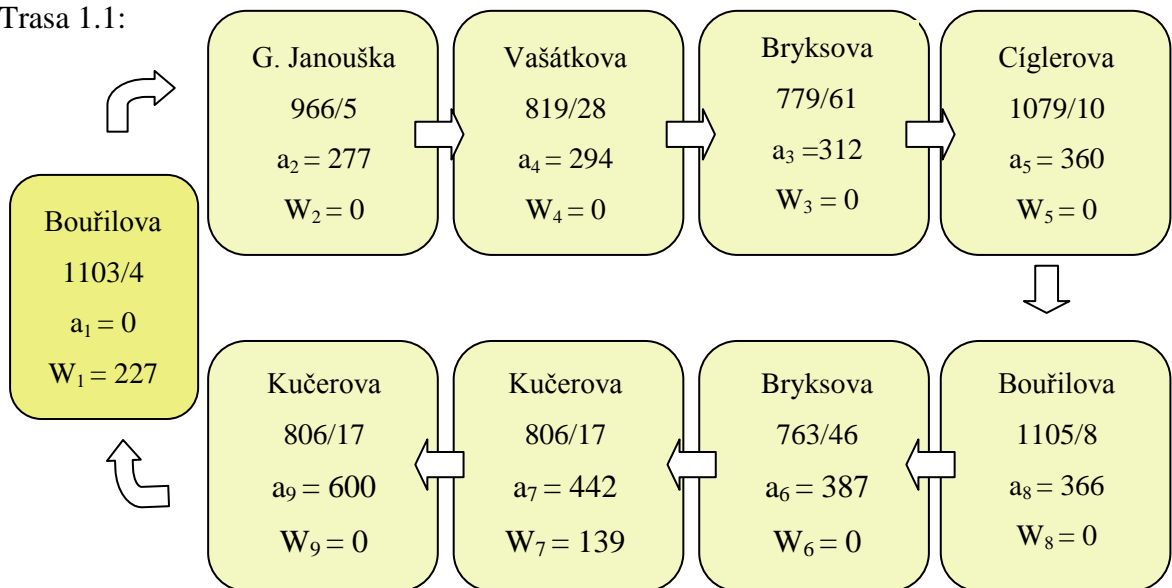 Trasa 1.1:
Bouřilova
1103/4
a₁ = 0
W₁ = 227
G. Janouška
966/5
a₂ = 277
W₂ = 0
Vašátkova
819/28
a₄ = 294
W₄ = 0
Bryksova
779/61
a₃ =312
W₃ = 0
Cíglerova
1079/10
a₅ = 360
W₅ = 0
Bouřilova
1105/8
a₈ = 366
W₈ = 0
Bryksova
763/46
a₆ = 387
W₆ = 0
Kučerova
806/17
a₇ = 442
W₇ = 139
Kučerova
806/17
a₉ = 600
W₉ = 0